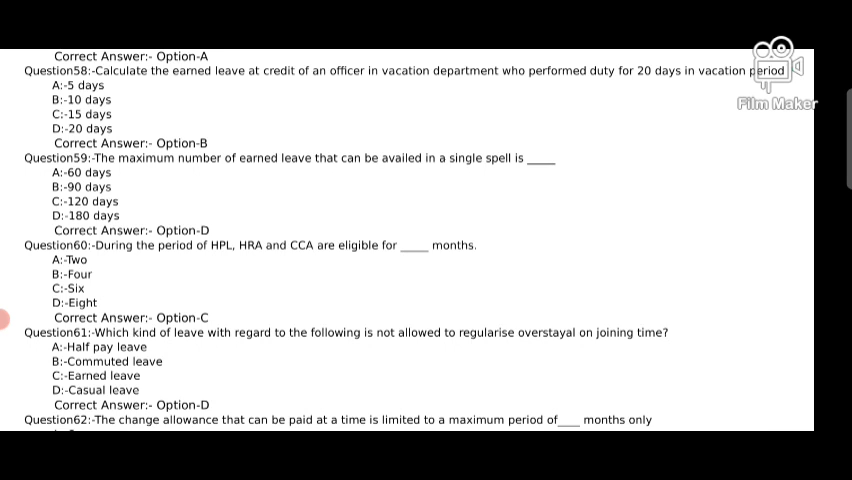 Correct Answer:- Option-A
Question58:-Calculate the earned leave at credit of an officer in vacation department who performed duty for 20 days in vacation period
A:-5 days
B:-10 days
C:-15 days
D:-20 days
Correct Answer:- Option-B
Question59:-The maximum number of earned leave that can be availed in a single spell is _____
A:-60 days
B:-90 days
C:-120 days
D:-180 days
Correct Answer:- Option-D
Question60:-During the period of HPL, HRA and CCA are eligible for _____ months.
A:-Two
B:-Four
C:-Six
D:-Eight
Correct Answer:- Option-C
Question61:-Which kind of leave with regard to the following is not allowed to regularise overstayal on joining time?
A:-Half pay leave
B:-Commuted leave
C:-Earned leave
D:-Casual leave
Correct Answer:- Option-D
Question62:-The change allowance that can be paid at a time is limited to a maximum period of____ months only
Film Maker